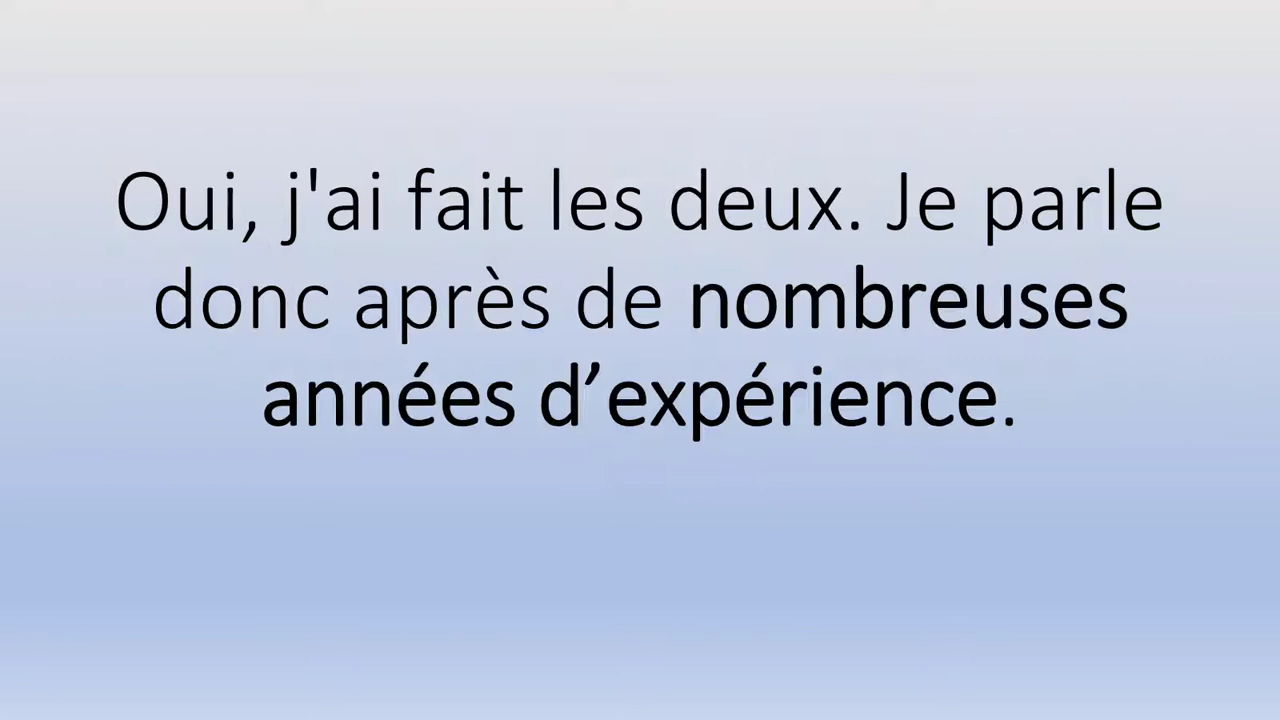 Oui, j'ai fait les deux. Je parle
donc après de nombreuses
années d’expérience.